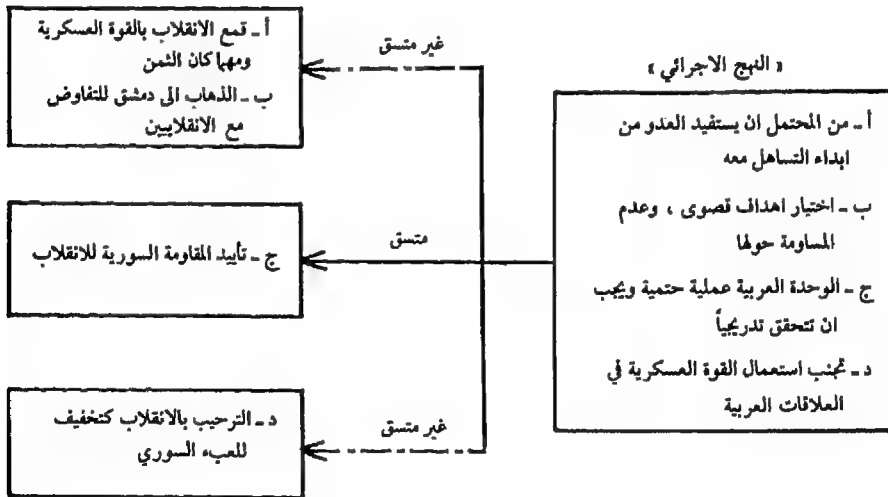 « النهج الاجرائي »
أ ـ من المحتمل ان يستفيد العدو من
ابداء التساهل معه
ب ـ اختيار اهداف قصوى ، وعدم
المساومة حولها
ج ـ الوحدة العربية عملية حتمية ويجب
ان تتحقق تدريجياً
د ـ تجنب استعمال القوة العسكرية في
العلاقات العربية
غير متسق
أ ـ قمع الانقلاب بالقوة العسكرية
ومهما كان الثمن
ب ـ الذهاب الى دمشق للتفاوض
مع الانقلابيين
متسق
ج ـ تأييد المقاومة السورية للانقلاب
غير متسق
د ـ الترحيب بالانقلاب كتخفيف
للعبء السوري